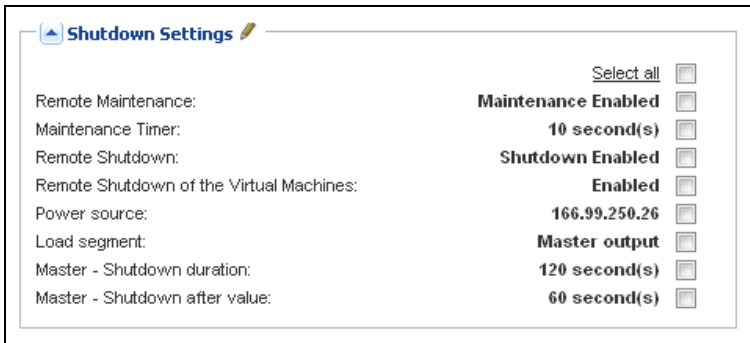 Shutdown Settings
Select all
Remote Maintenance: Maintenance Enabled
Maintenance Timer: 10 second(s)
Remote Shutdown: Shutdown Enabled
Remote Shutdown of the Virtual Machines: Enabled
Power source: 166.99.250.26
Load segment: Master output
Master - Shutdown duration: 120 second(s)
Master - Shutdown after value: 60 second(s)